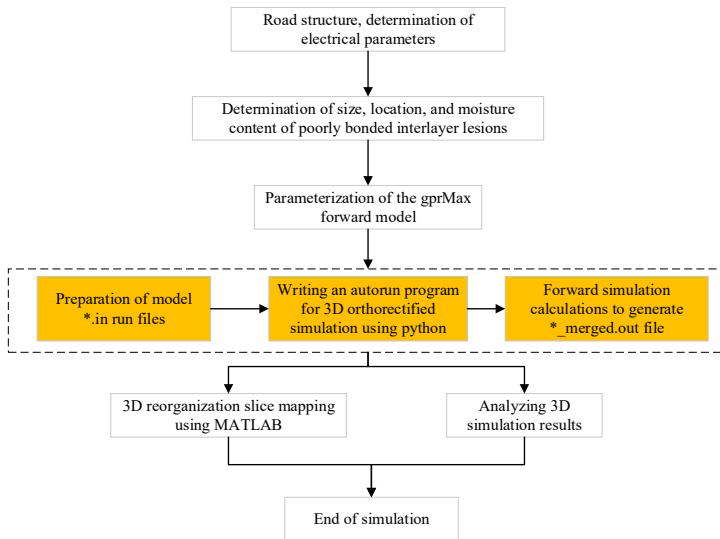 Road structure, determination of
electrical parameters
Determination of size, location, and moisture
content of poorly bonded interlayer lesions
Parameterization of the gprMax
forward model
Preparation of model
*.in run files
Writing an autorun program
for 3D orthorectified
simulation using python
Forward simulation
calculations to generate
*_merged.out file
3D reorganization slice mapping
using MATLAB
Analyzing 3D
simulation results
End of simulation